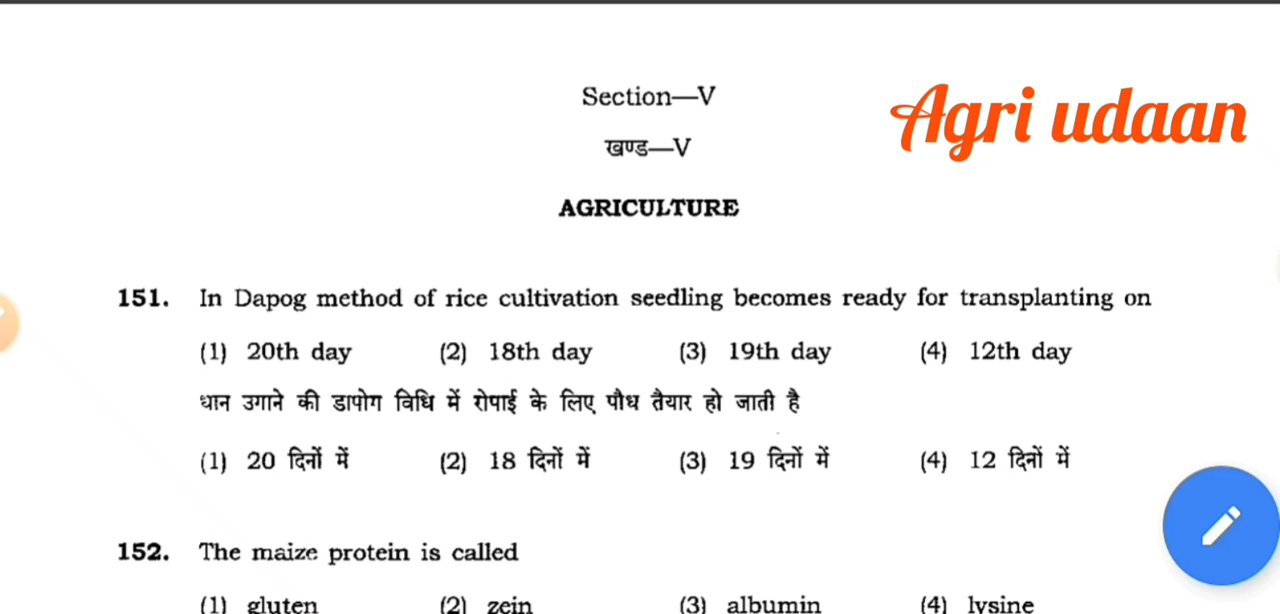 Section—V
Agri udaan
खण्ड—V
AGRICULTURE
151. In Dapog method of rice cultivation seedling becomes ready for transplanting on
(1) 20th day (2) 18th day (3) 19th day (4) 12th day
धान उगाने की डापोग विधि में रोपाई के लिए पौध तैयार हो जाती है
(1) 20 दिनों में (2) 18 दिनों में (3) 19 दिनों में (4) 12 दिनों में
152. The maize protein is called
(1) gluten (2) zein (3) albumin (4) lysine